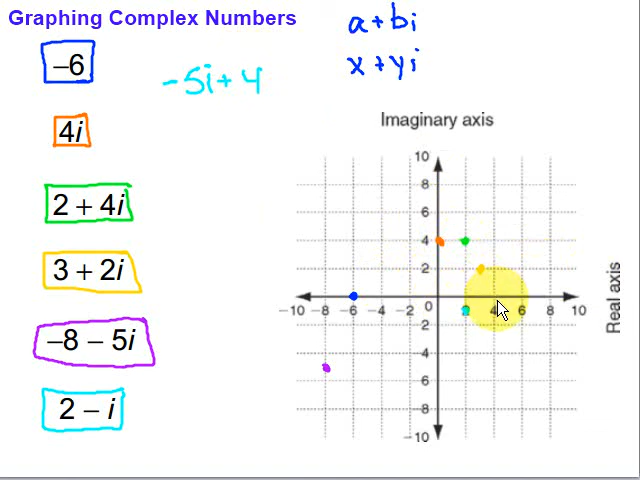 Graphing Complex Numbers
a + bi
x + yi
−6
-5i + 4
4i
2 + 4i
3 + 2i
−8 − 5i
2 − i
Imaginary axis
10
8
6
4
2
−10 −8 −6 −4 −2 0 2 4 6 8 10
2
−4
6
−8
−10
Real axis